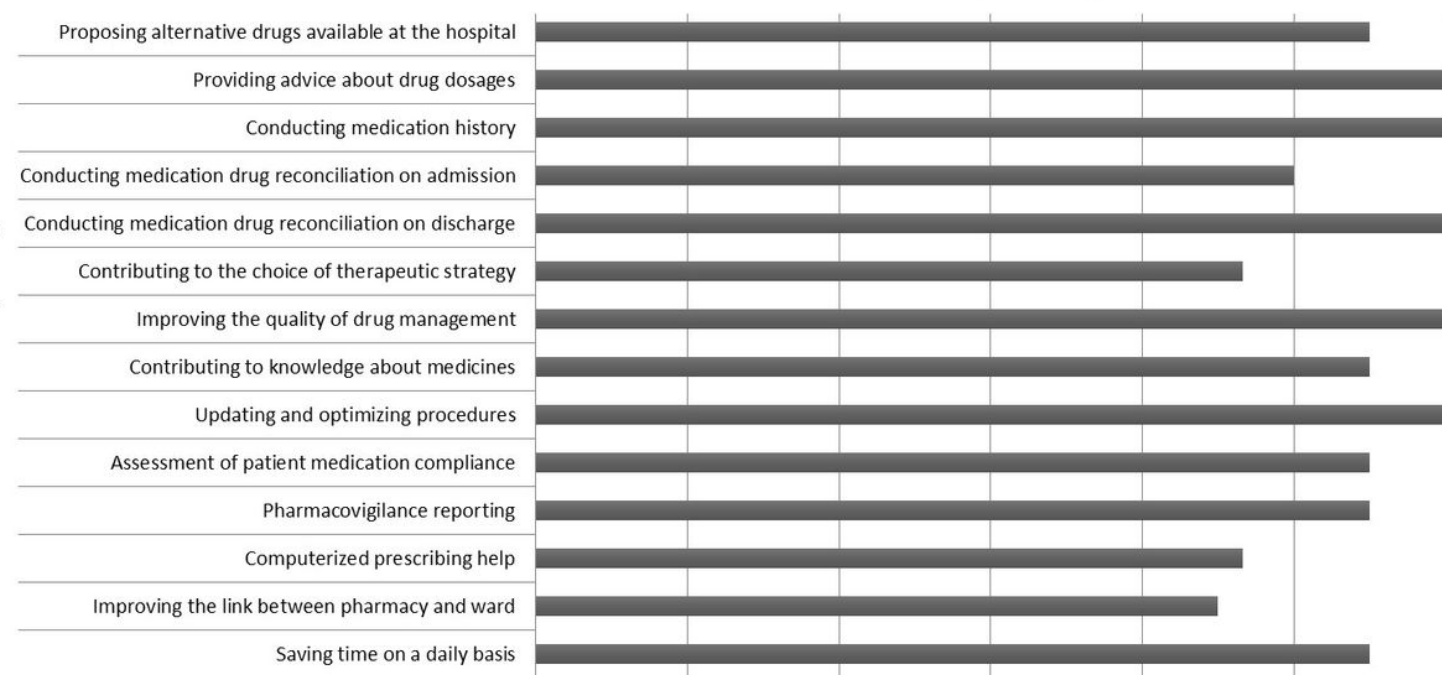 Proposing alternative drugs available at the hospital
Providing advice about drug dosages
Conducting medication history
Conducting medication drug reconciliation on admission
Conducting medication drug reconciliation on discharge
Contributing to the choice of therapeutic strategy
Improving the quality of drug management
Contributing to knowledge about medicines
Updating and optimizing procedures
Assessment of patient medication compliance
Pharmacovigilance reporting
Computerized prescribing help
Improving the link between pharmacy and ward
Saving time on a daily basis